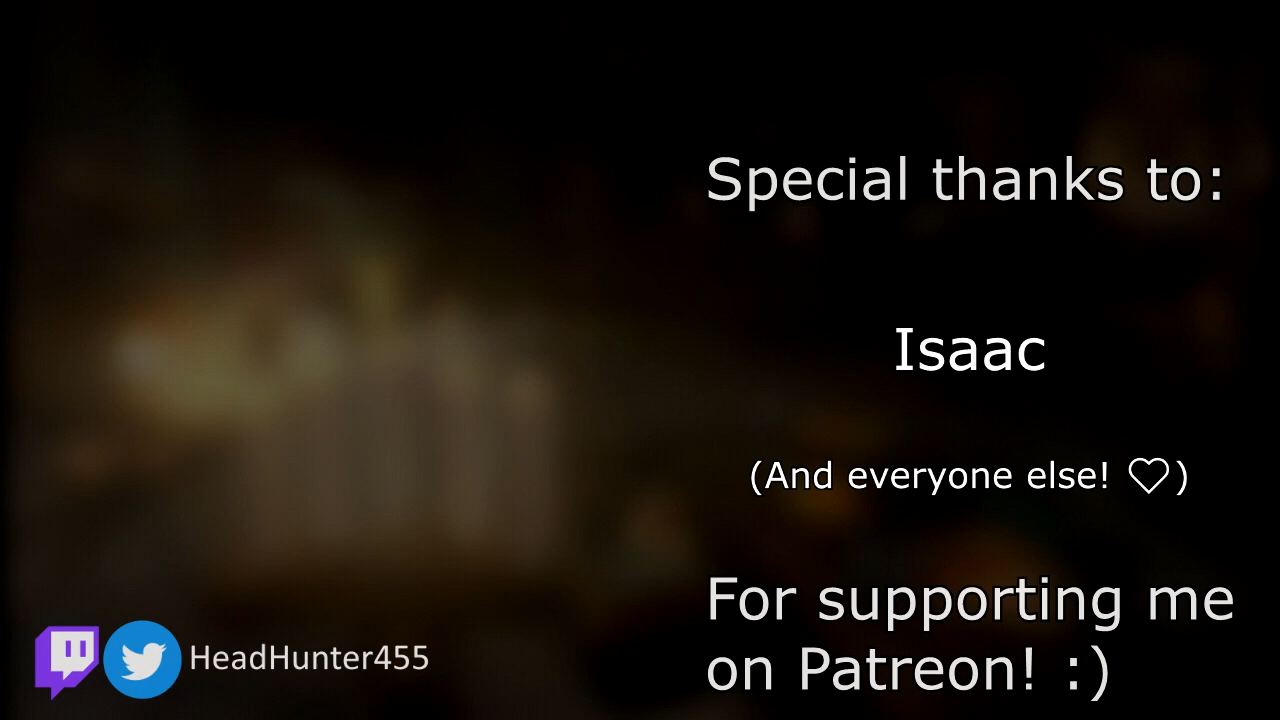 Special thanks to:
Isaac
(And everyone else! ♡)
For supporting me
on Patreon! :)
HeadHunter455